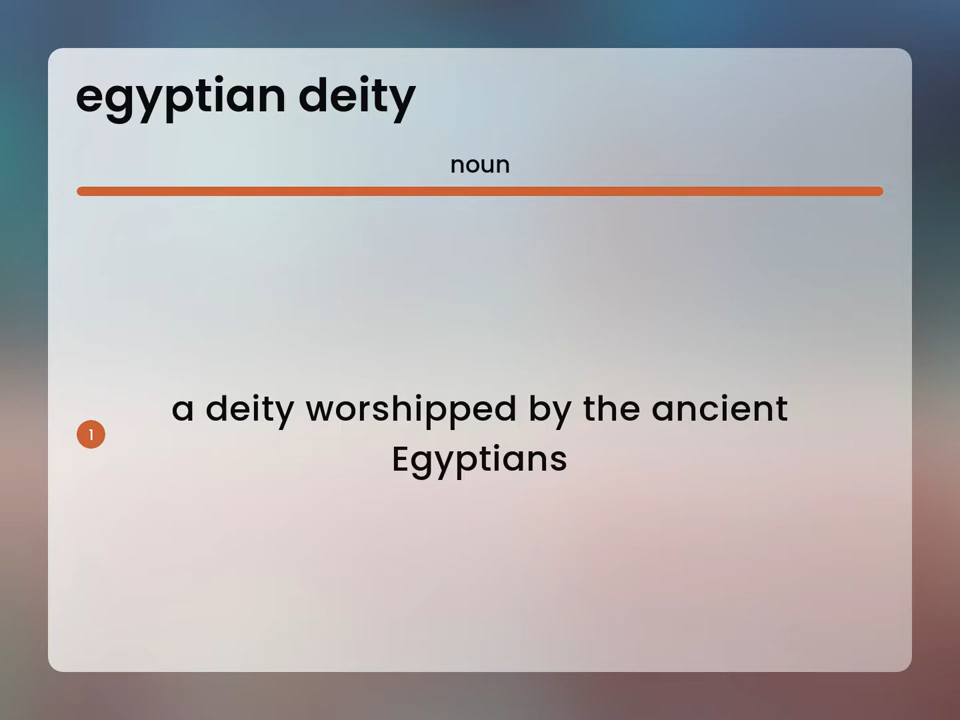 egyptian deity
noun
1
a deity worshipped by the ancient
Egyptians